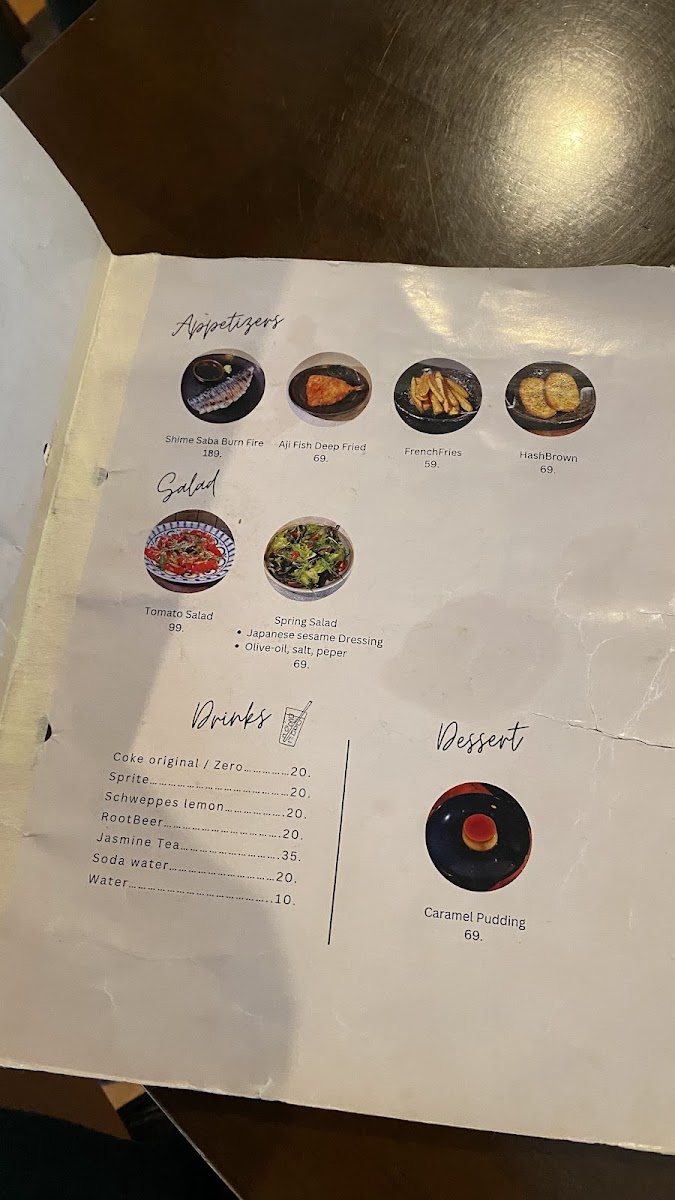 Appetizers
Shime Saba Burn Fire
189.
Aji Fish Deep Fried
69.
FrenchFries
59.
HashBrown
69.
Salad
Tomato Salad
99.
Spring Salad
• Japanese sesame Dressing
• Olive-oil, salt, peper
69.
Drinks
Coke original / Zero……………20.
Sprite………………………………20.
Schweppes lemon……………20.
RootBeer…………………………20.
Jasmine Tea……………………35.
Soda water………………………20.
Water………………………………10.
Dessert
Caramel Pudding
69.